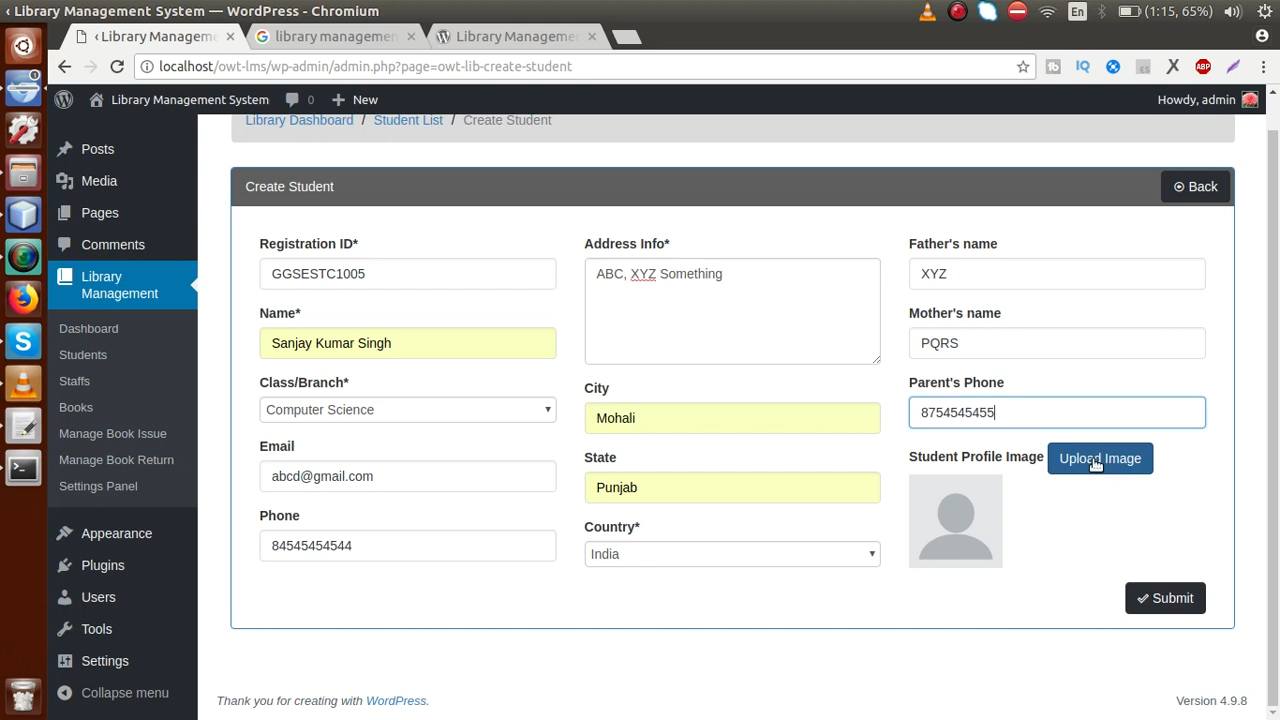 ‹ Library Management System — WordPress - Chromium
En
(1:15, 65%)
‹ Library Manageme
library managemen
Library Managemen
localhost/owt-lms/wp-admin/admin.php?page=owt-lib-create-student
ABP
Library Management System
0
New
Howdy, admin
Library Dashboard / Student List / Create Student
Posts
Media
Pages
Comments
Library
Management
Dashboard
Students
Staffs
Books
Manage Book Issue
Manage Book Return
Settings Panel
Appearance
Plugins
Users
Tools
Settings
Collapse menu
Create Student
Back
Registration ID*
GGSESTC1005
Name*
Sanjay Kumar Singh
Class/Branch*
Computer Science
Email
abcd@gmail.com
Phone
84545454544
Address Info*
ABC, XYZ Something
City
Mohali
State
Punjab
Country*
India
Father's name
XYZ
Mother's name
PQRS
Parent's Phone
8754545455
Student Profile Image
Upload Image
Submit
Thank you for creating with WordPress.
Version 4.9.8